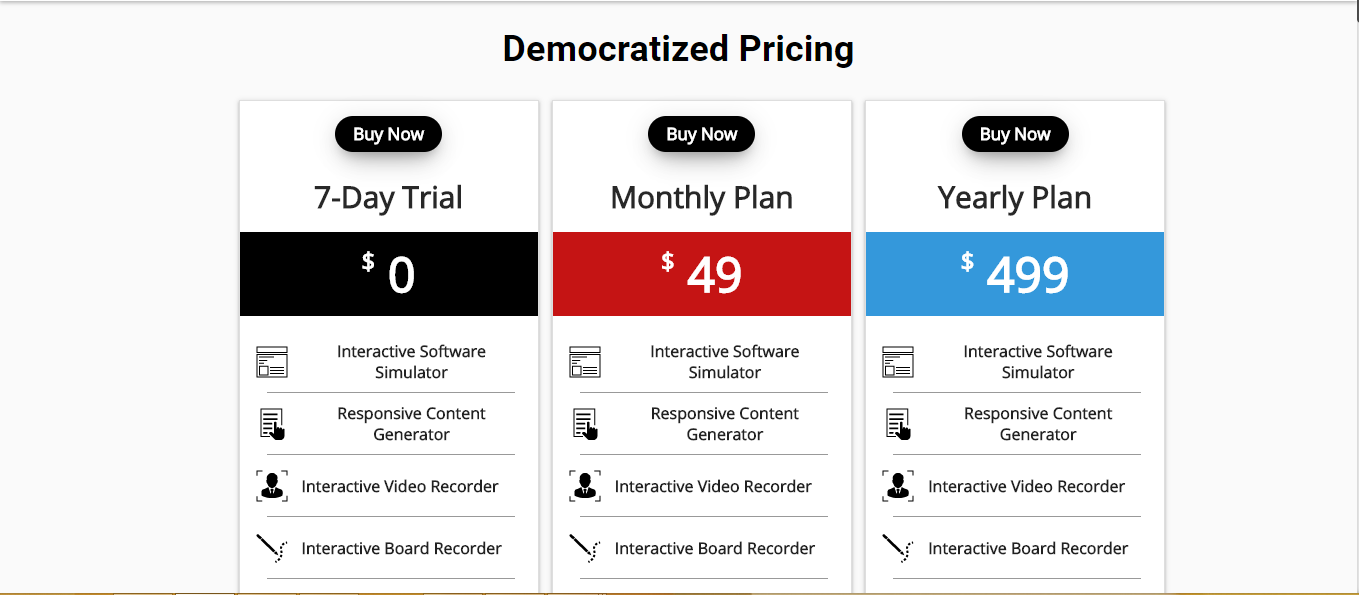 Democratized Pricing
Buy Now
7-Day Trial
$ 0
Interactive Software
Simulator
Responsive Content
Generator
Interactive Video Recorder
Interactive Board Recorder
Buy Now
Monthly Plan
$ 49
Interactive Software
Simulator
Responsive Content
Generator
Interactive Video Recorder
Interactive Board Recorder
Buy Now
Yearly Plan
$ 499
Interactive Software
Simulator
Responsive Content
Generator
Interactive Video Recorder
Interactive Board Recorder